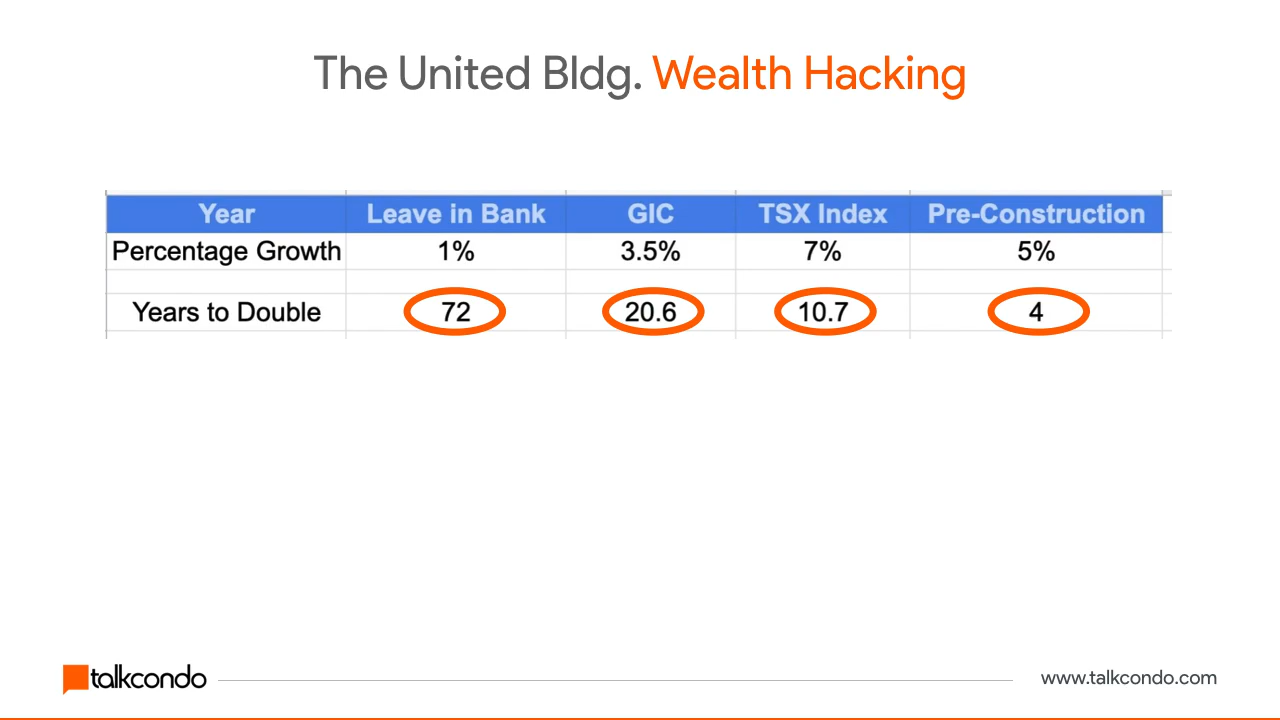 The United Bldg. Wealth Hacking
Year Leave in Bank GIC TSX Index Pre-Construction
Percentage Growth 1% 3.5% 7% 5%
Years to Double 72 20.6 10.7 4
talkcondo www.talkcondo.com